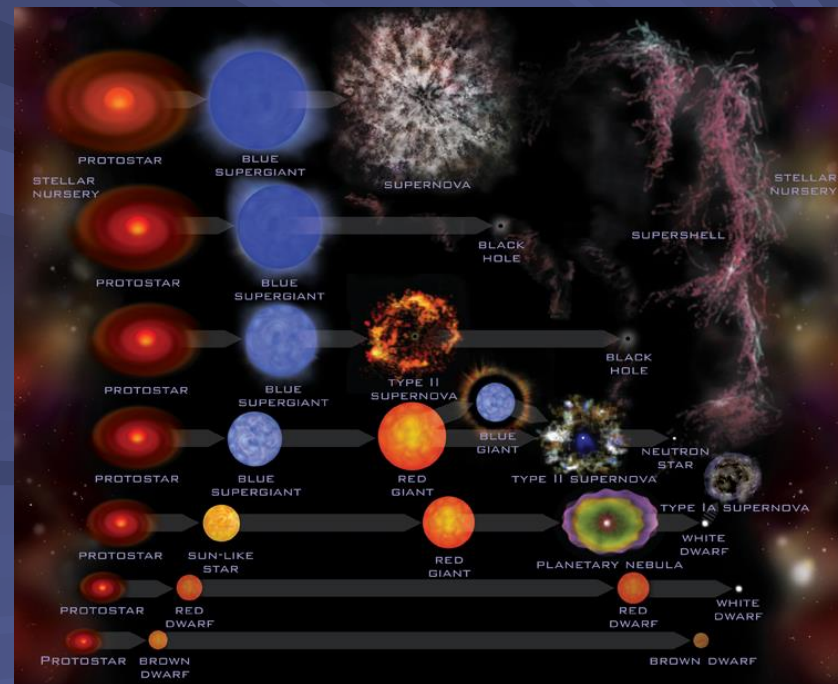 PROTOSTAR
BLUE
SUPERGIANT
SUPERNOVA
STELLAR
NURSERY
STELLAR
NURSERY
PROTOSTAR
BLUE
SUPERGIANT
BLACK
HOLE
SUPERSHELL
PROTOSTAR
BLUE
SUPERGIANT
TYPE II
SUPERNOVA
BLACK
HOLE
PROTOSTAR
BLUE
SUPERGIANT
RED
GIANT
BLUE
GIANT
TYPE II SUPERNOVA
NEUTRON
STAR
TYPE IA SUPERNOVA
PROTOSTAR
SUN-LIKE
STAR
RED
GIANT
PLANETARY NEBULA
WHITE
DWARF
PROTOSTAR
RED
DWARF
RED
DWARF
WHITE
DWARF
PROTOSTAR
BROWN
DWARF
BROWN DWARF